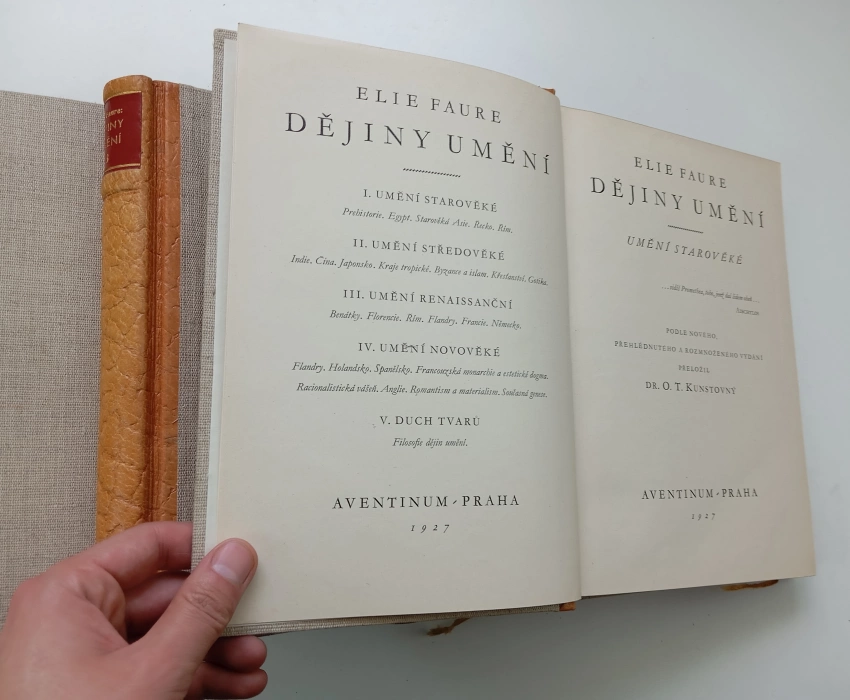 INY
ENÍ
ELIE FAURE
DĚJINY UMĚNÍ
I. UMĚNÍ STAROVĚKÉ
Prehistorie. Egypt. Starověká Asie. Řecko. Řím.
II. UMĚNÍ STŘEDOVĚKÉ
Indie. Čína. Japonsko. Kraje tropické. Byzance a islam. Křesťanství. Gotika.
III. UMĚNÍ RENAISSANČNÍ
Benátky. Florencie. Řím. Flandry. Francie. Německo.
IV. UMĚNÍ NOVOVĚKÉ
Flandry. Holandsko. Španělsko. Francouzská monarchie a estetické dogma.
Racionalistická vášeň. Anglie. Romantism a materialism. Současná genese.
V. DUCH TVARŮ
Filosofie dějin umění.
AVENTINUM - PRAHA
1927
ELIE FAURE
DĚJINY UMĚNÍ
UMĚNÍ STAROVĚKÉ
PODLE NOVÉHO,
PŘEHLÉDNUTÉHO A ROZMNOŽENÉHO VYDÁNÍ
PŘELOŽIL
DR. O. T. KUNSTOVNÝ
AVENTINUM - PRAHA
1927